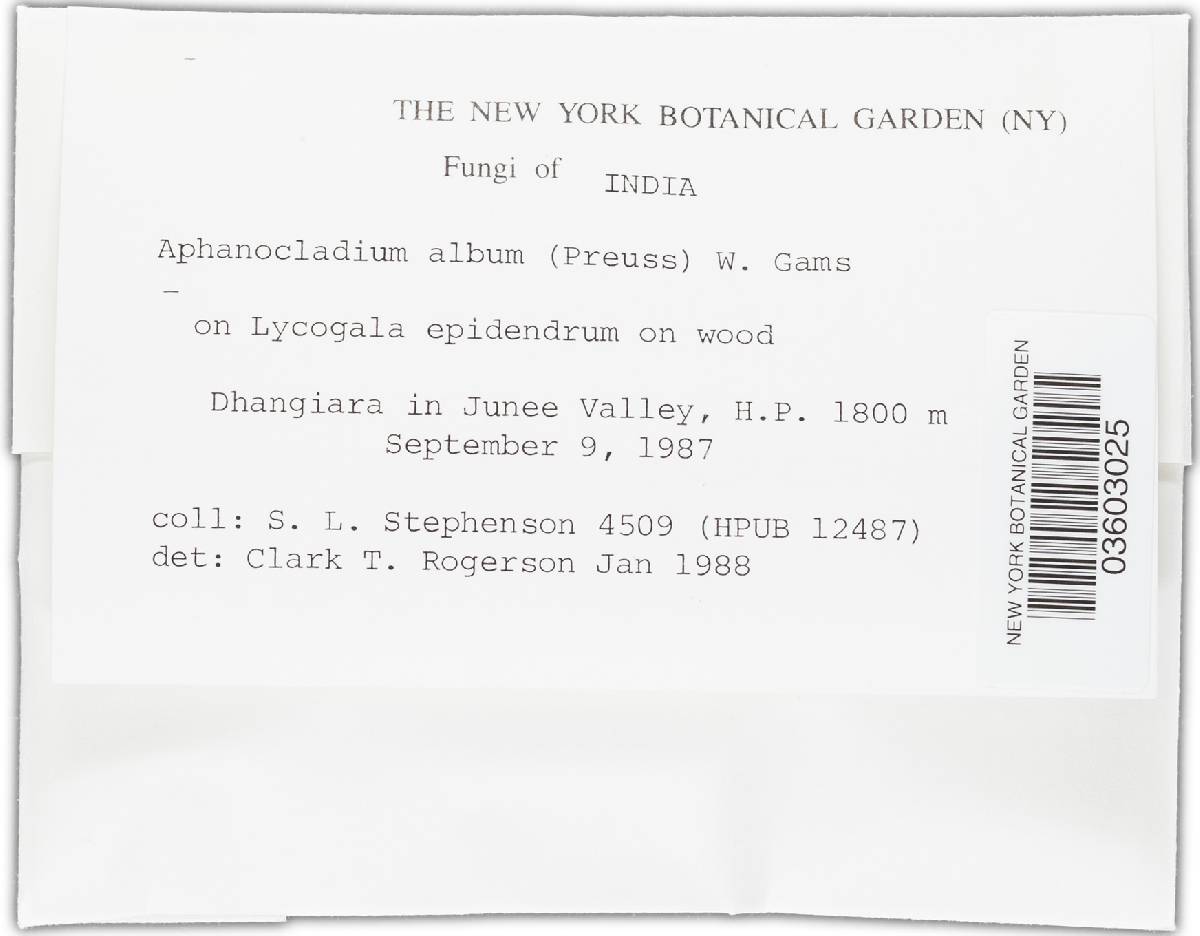 THE NEW YORK BOTANICAL GARDEN (NY)
Fungi of INDIA
Aphanocladium album (Preuss) W. Gams
on Lycogala epidendrum on wood
Dhangiara in Junee Valley, H.P. 1800 m
September 9, 1987
coll: S. L. Stephenson 4509 (HPUB 12487)
det: Clark T. Rogerson Jan 1988
NEW YORK BOTANICAL GARDEN
03603025